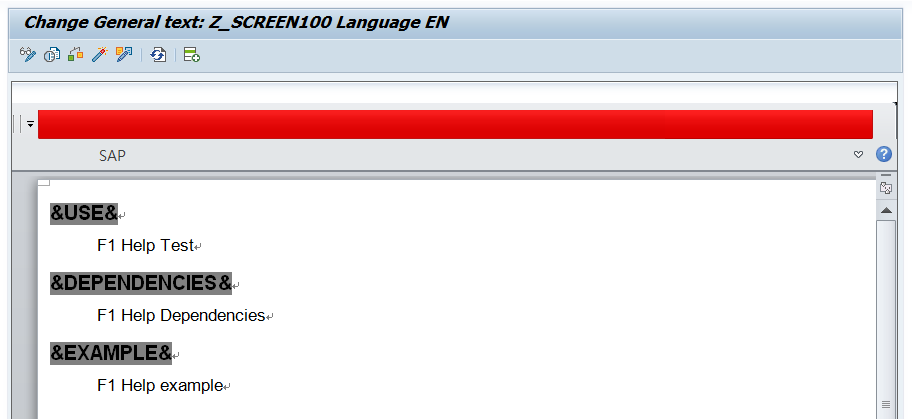 Change General text: Z_SCREEN100 Language EN
SAP
&USE&
F1 Help Test
&DEPENDENCIES&
F1 Help Dependencies
&EXAMPLE&
F1 Help example